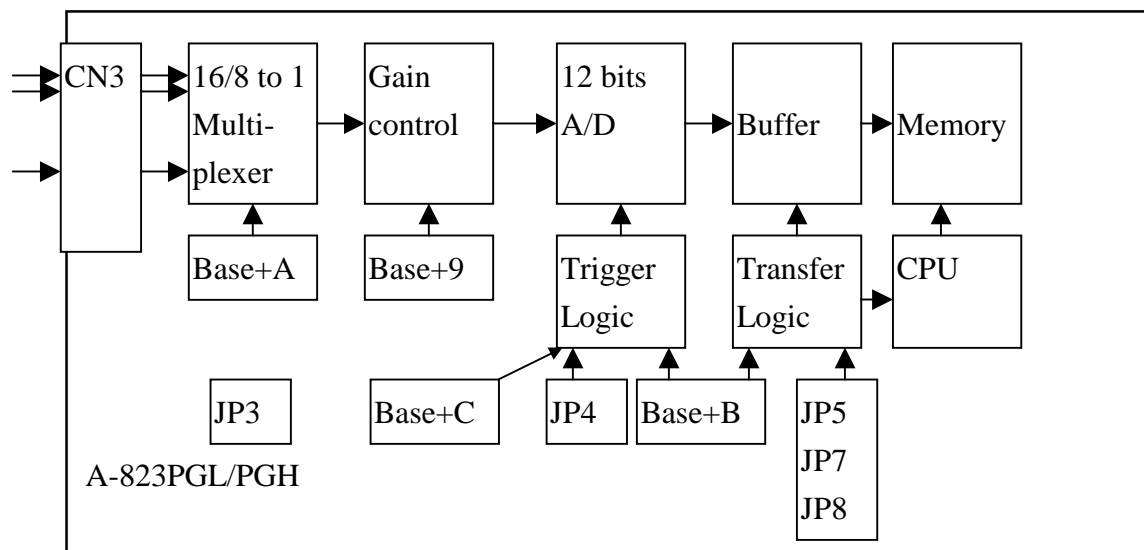 CN3
16/8 to 1
Multi-
plexer
Gain
control
12 bits
A/D
Buffer
Memory
Base+A
Base+9
Trigger
Logic
Transfer
Logic
CPU
JP3
Base+C
JP4
Base+B
JP5
JP7
JP8
A-823PGL/PGH